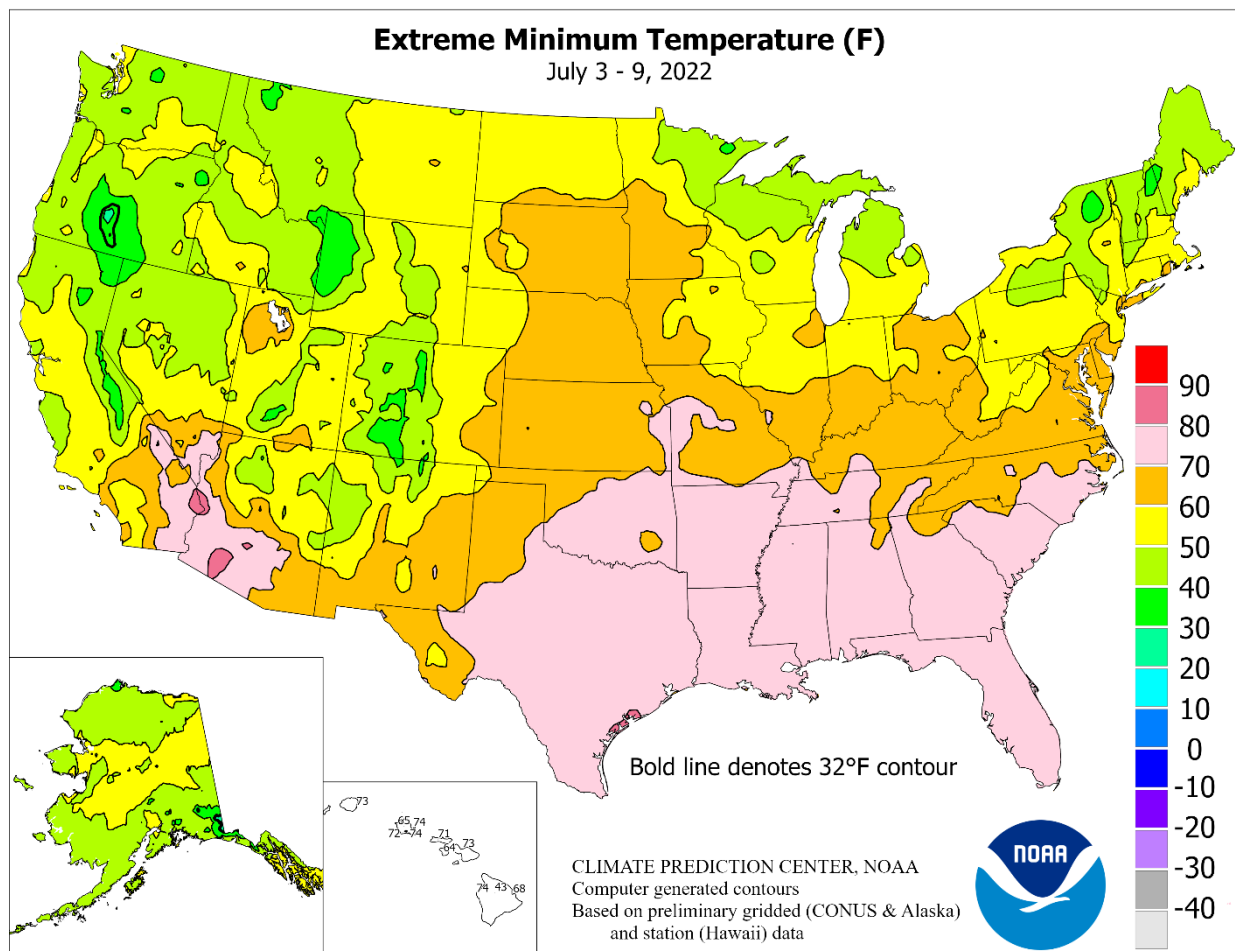 Extreme Minimum Temperature (F)
July 3 - 9, 2022
90
80
70
60
50
40
30
20
10
0
-10
-20
-30
-40
Bold line denotes 32°F contour
73
65 74
72 74
71
64
73
74 43 68
CLIMATE PREDICTION CENTER, NOAA
Computer generated contours
Based on preliminary gridded (CONUS & Alaska)
and station (Hawaii) data
NOAA